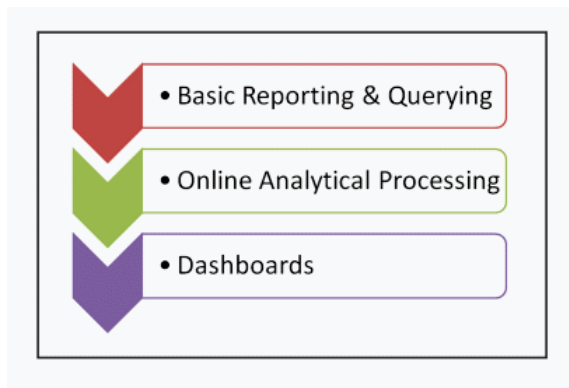 • Basic Reporting & Querying
• Online Analytical Processing
• Dashboards